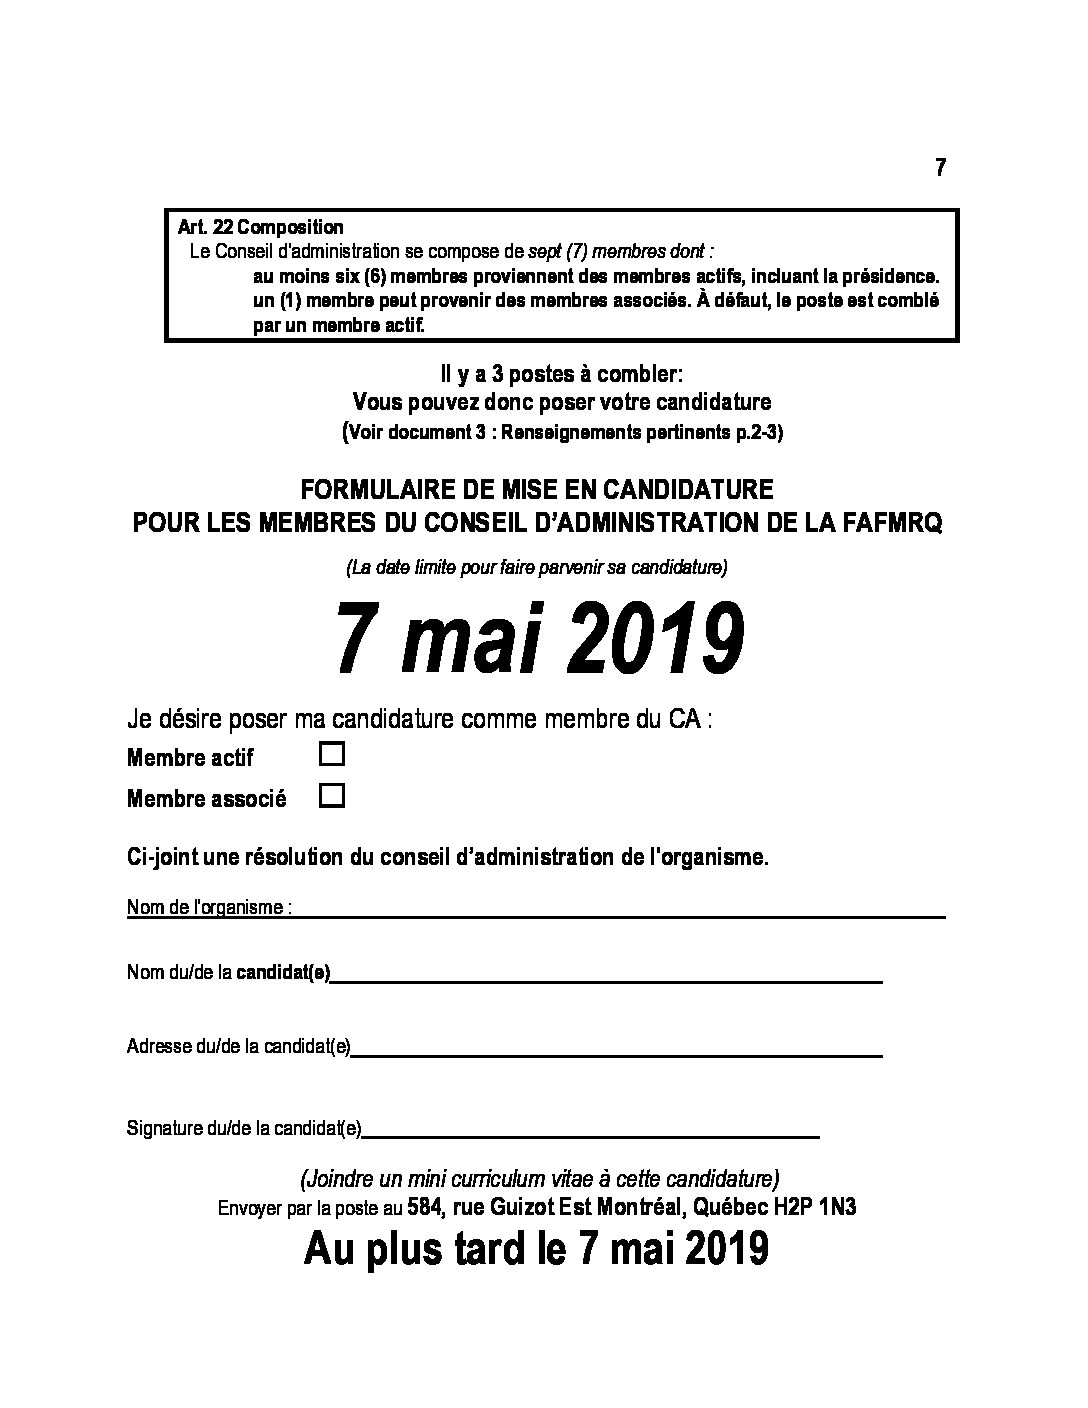 7
Art. 22 Composition
Le Conseil d'administration se compose de sept (7) membres dont :
au moins six (6) membres proviennent des membres actifs, incluant la présidence.
un (1) membre peut provenir des membres associés. À défaut, le poste est comblé
par un membre actif.
Il y a 3 postes à combler:
Vous pouvez donc poser votre candidature
(Voir document 3 : Renseignements pertinents p.2-3)
FORMULAIRE DE MISE EN CANDIDATURE
POUR LES MEMBRES DU CONSEIL D’ADMINISTRATION DE LA FAFMRQ
(La date limite pour faire parvenir sa candidature)
7 mai 2019
Je désire poser ma candidature comme membre du CA :
Membre actif
Membre associé
Ci-joint une résolution du conseil d’administration de l'organisme.
Nom de l'organisme :
Nom du/de la candidat(e)
Adresse du/de la candidat(e)
Signature du/de la candidat(e)
(Joindre un mini curriculum vitae à cette candidature)
Envoyer par la poste au 584, rue Guizot Est Montréal, Québec H2P 1N3
Au plus tard le 7 mai 2019